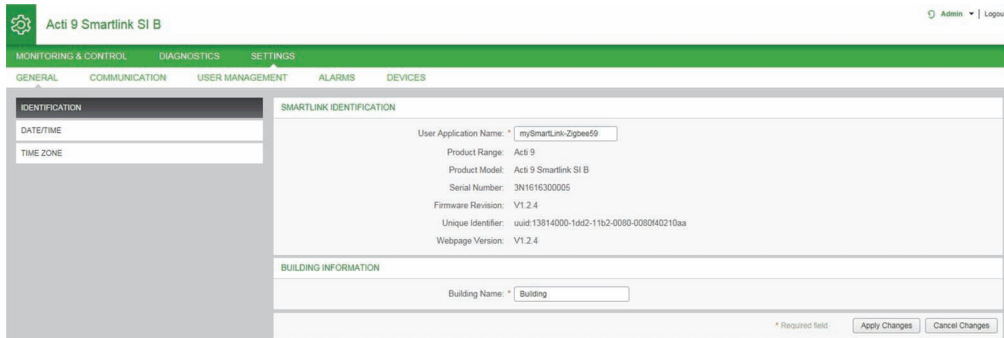 Acti 9 Smartlink SI B
Admin | Logou
MONITORING & CONTROL DIAGNOSTICS SETTINGS
GENERAL COMMUNICATION USER MANAGEMENT ALARMS DEVICES
IDENTIFICATION
DATE/TIME
TIME ZONE
SMARTLINK IDENTIFICATION
User Application Name: * mySmartLink-Zigbee59
Product Range: Acti 9
Product Model: Acti 9 Smartlink SI B
Serial Number: 3N1616300005
Firmware Revision: V1.2.4
Unique Identifier: uuid:13814000-1dd2-11b2-0080-0080f40210aa
Webpage Version: V1.2.4
BUILDING INFORMATION
Building Name: * Building
* Required field Apply Changes Cancel Changes